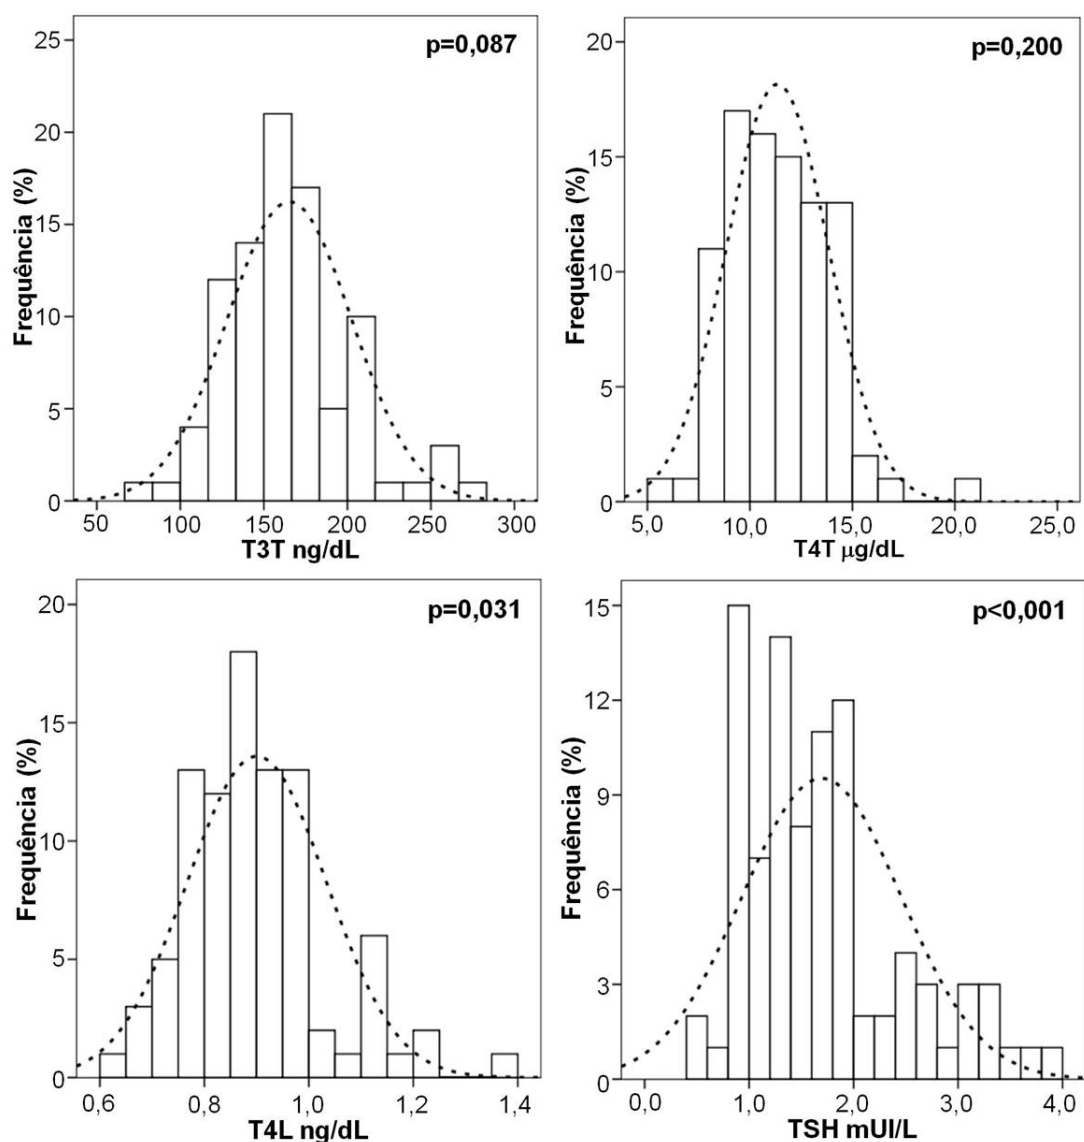 p=0,087
Frequência (%)
25
20
15
10
5
0
50 100 150 200 250 300
T3T ng/dL
p=0,200
Frequência (%)
20
15
10
5
0
5,0 10,0 15,0 20,0 25,0
T4T μg/dL
p=0,031
Frequência (%)
20
15
10
5
0
0,6 0,8 1,0 1,2 1,4
T4L ng/dL
p<0,001
Frequência (%)
15
12
9
6
3
0
0,0 1,0 2,0 3,0 4,0
TSH mUI/L